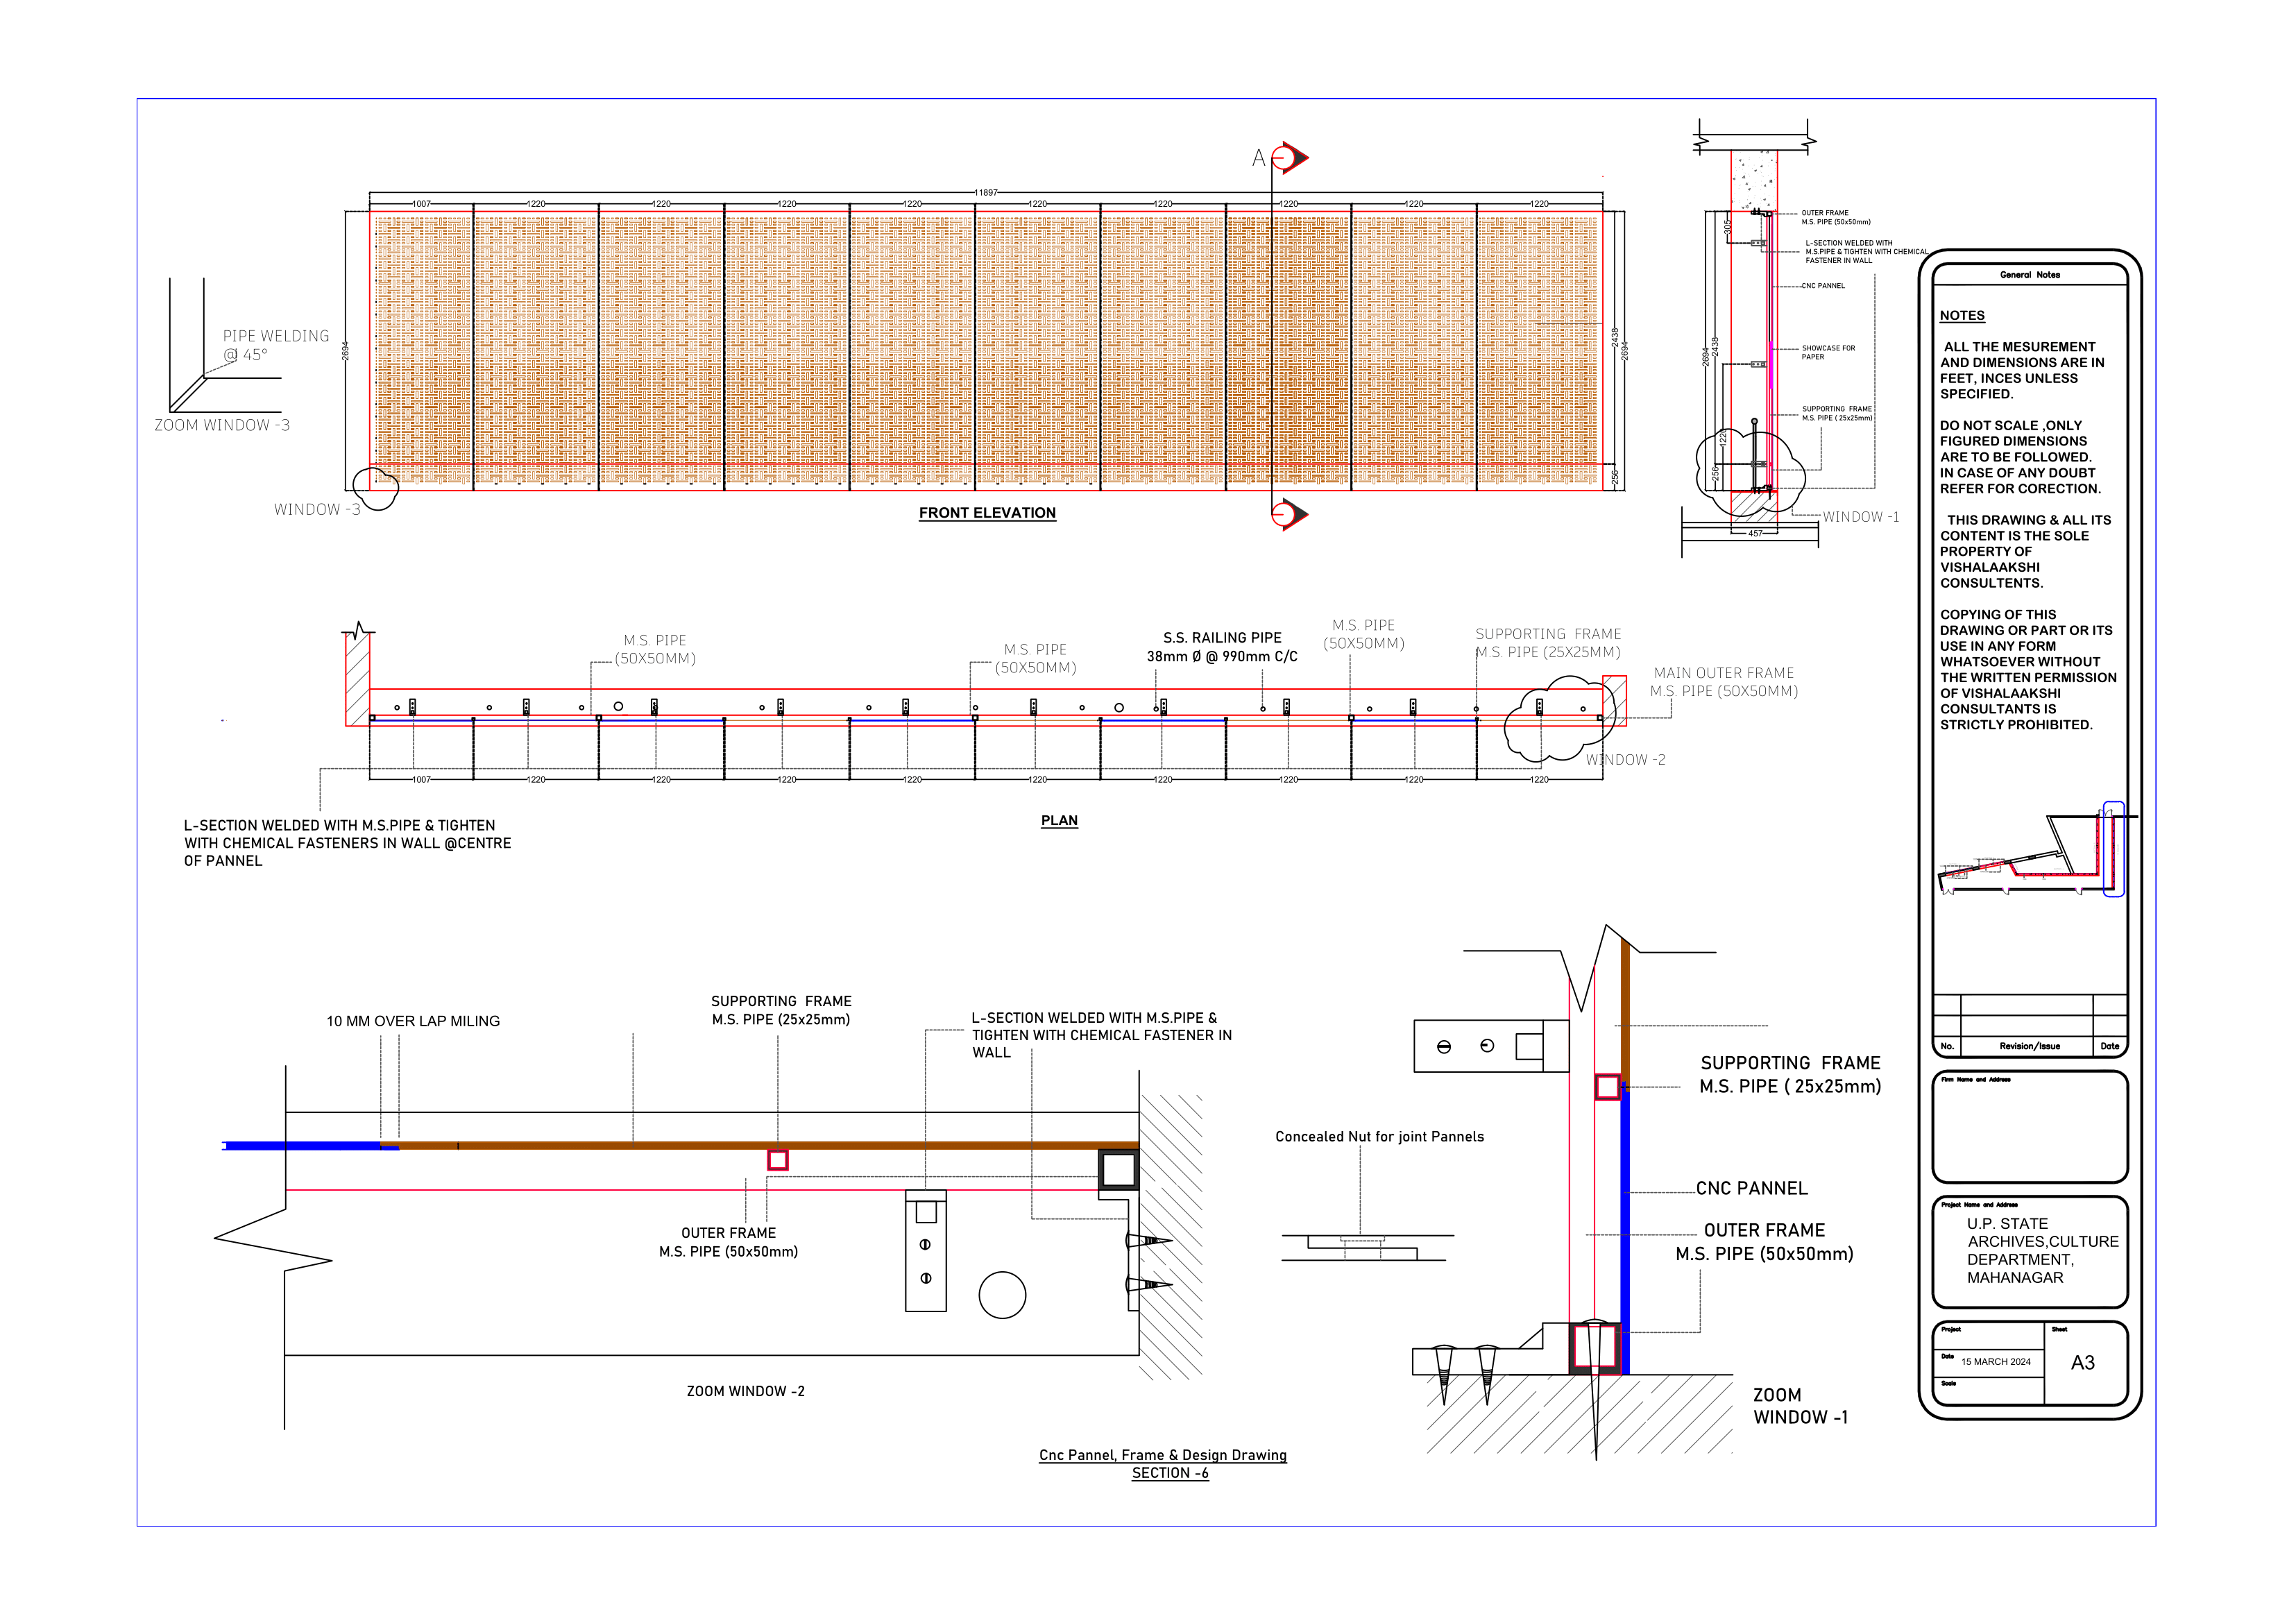 A
11897
1007 1220 1220 1220 1220 1220 1220 1220 1220 1220
2694
2438
2694
256
PIPE WELDING
@ 45°
ZOOM WINDOW -3
WINDOW -3
FRONT ELEVATION
OUTER FRAME
M.S. PIPE (50x50mm)
L-SECTION WELDED WITH
M.S.PIPE & TIGHTEN WITH CHEMICAL
FASTENER IN WALL
CNC PANNEL
SHOWCASE FOR
PAPER
SUPPORTING FRAME
M.S. PIPE ( 25x25mm)
305
2694
2438
1220
256
457
WINDOW -1
M.S. PIPE
(50X50MM)
M.S. PIPE
(50X50MM)
S.S. RAILING PIPE
38mm Ø @ 990mm C/C
M.S. PIPE
(50X50MM)
SUPPORTING FRAME
M.S. PIPE (25X25MM)
MAIN OUTER FRAME
M.S. PIPE (50X50MM)
WINDOW -2
1007 1220 1220 1220 1220 1220 1220 1220 1220 1220
L-SECTION WELDED WITH M.S.PIPE & TIGHTEN
WITH CHEMICAL FASTENERS IN WALL @CENTRE
OF PANNEL
PLAN
10 MM OVER LAP MILING
SUPPORTING FRAME
M.S. PIPE (25x25mm)
L-SECTION WELDED WITH M.S.PIPE &
TIGHTEN WITH CHEMICAL FASTENER IN
WALL
OUTER FRAME
M.S. PIPE (50x50mm)
ZOOM WINDOW -2
Concealed Nut for joint Pannels
SUPPORTING FRAME
M.S. PIPE ( 25x25mm)
CNC PANNEL
OUTER FRAME
M.S. PIPE (50x50mm)
ZOOM
WINDOW -1
Cnc Pannel, Frame & Design Drawing
SECTION -6
General Notes
NOTES
ALL THE MESUREMENT
AND DIMENSIONS ARE IN
FEET, INCES UNLESS
SPECIFIED.
DO NOT SCALE ,ONLY
FIGURED DIMENSIONS
ARE TO BE FOLLOWED.
IN CASE OF ANY DOUBT
REFER FOR CORECTION.
THIS DRAWING & ALL ITS
CONTENT IS THE SOLE
PROPERTY OF
VISHALAAKSHI
CONSULTENTS.
COPYING OF THIS
DRAWING OR PART OR ITS
USE IN ANY FORM
WHATSOEVER WITHOUT
THE WRITTEN PERMISSION
OF VISHALAAKSHI
CONSULTANTS IS
STRICTLY PROHIBITED.
No. Revision/Issue Date
Firm Name and Address
Project Name and Address
U.P. STATE
ARCHIVES,CULTURE
DEPARTMENT,
MAHANAGAR
Project
Sheet
Date 15 MARCH 2024
A3
Scale